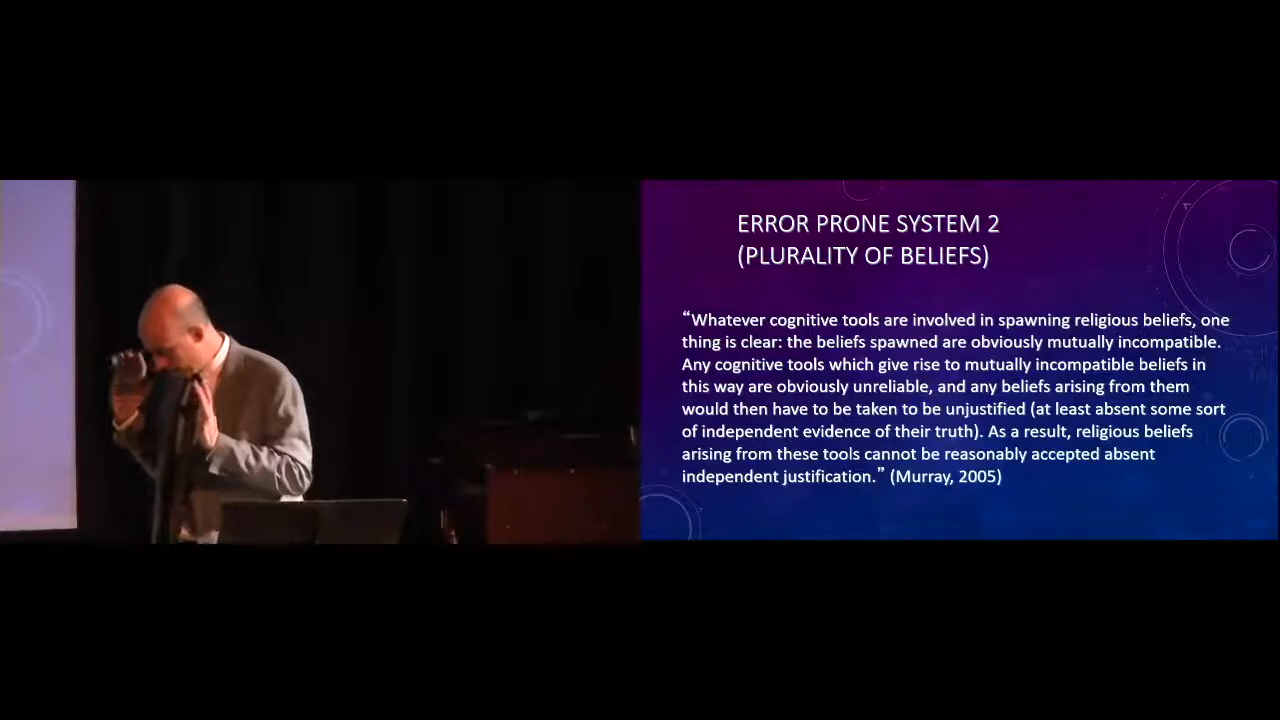 ERROR PRONE SYSTEM 2
(PLURALITY OF BELIEFS)
“Whatever cognitive tools are involved in spawning religious beliefs, one
thing is clear: the beliefs spawned are obviously mutually incompatible.
Any cognitive tools which give rise to mutually incompatible beliefs in
this way are obviously unreliable, and any beliefs arising from them
would then have to be taken to be unjustified (at least absent some sort
of independent evidence of their truth). As a result, religious beliefs
arising from these tools cannot be reasonably accepted absent
independent justification.” (Murray, 2005)